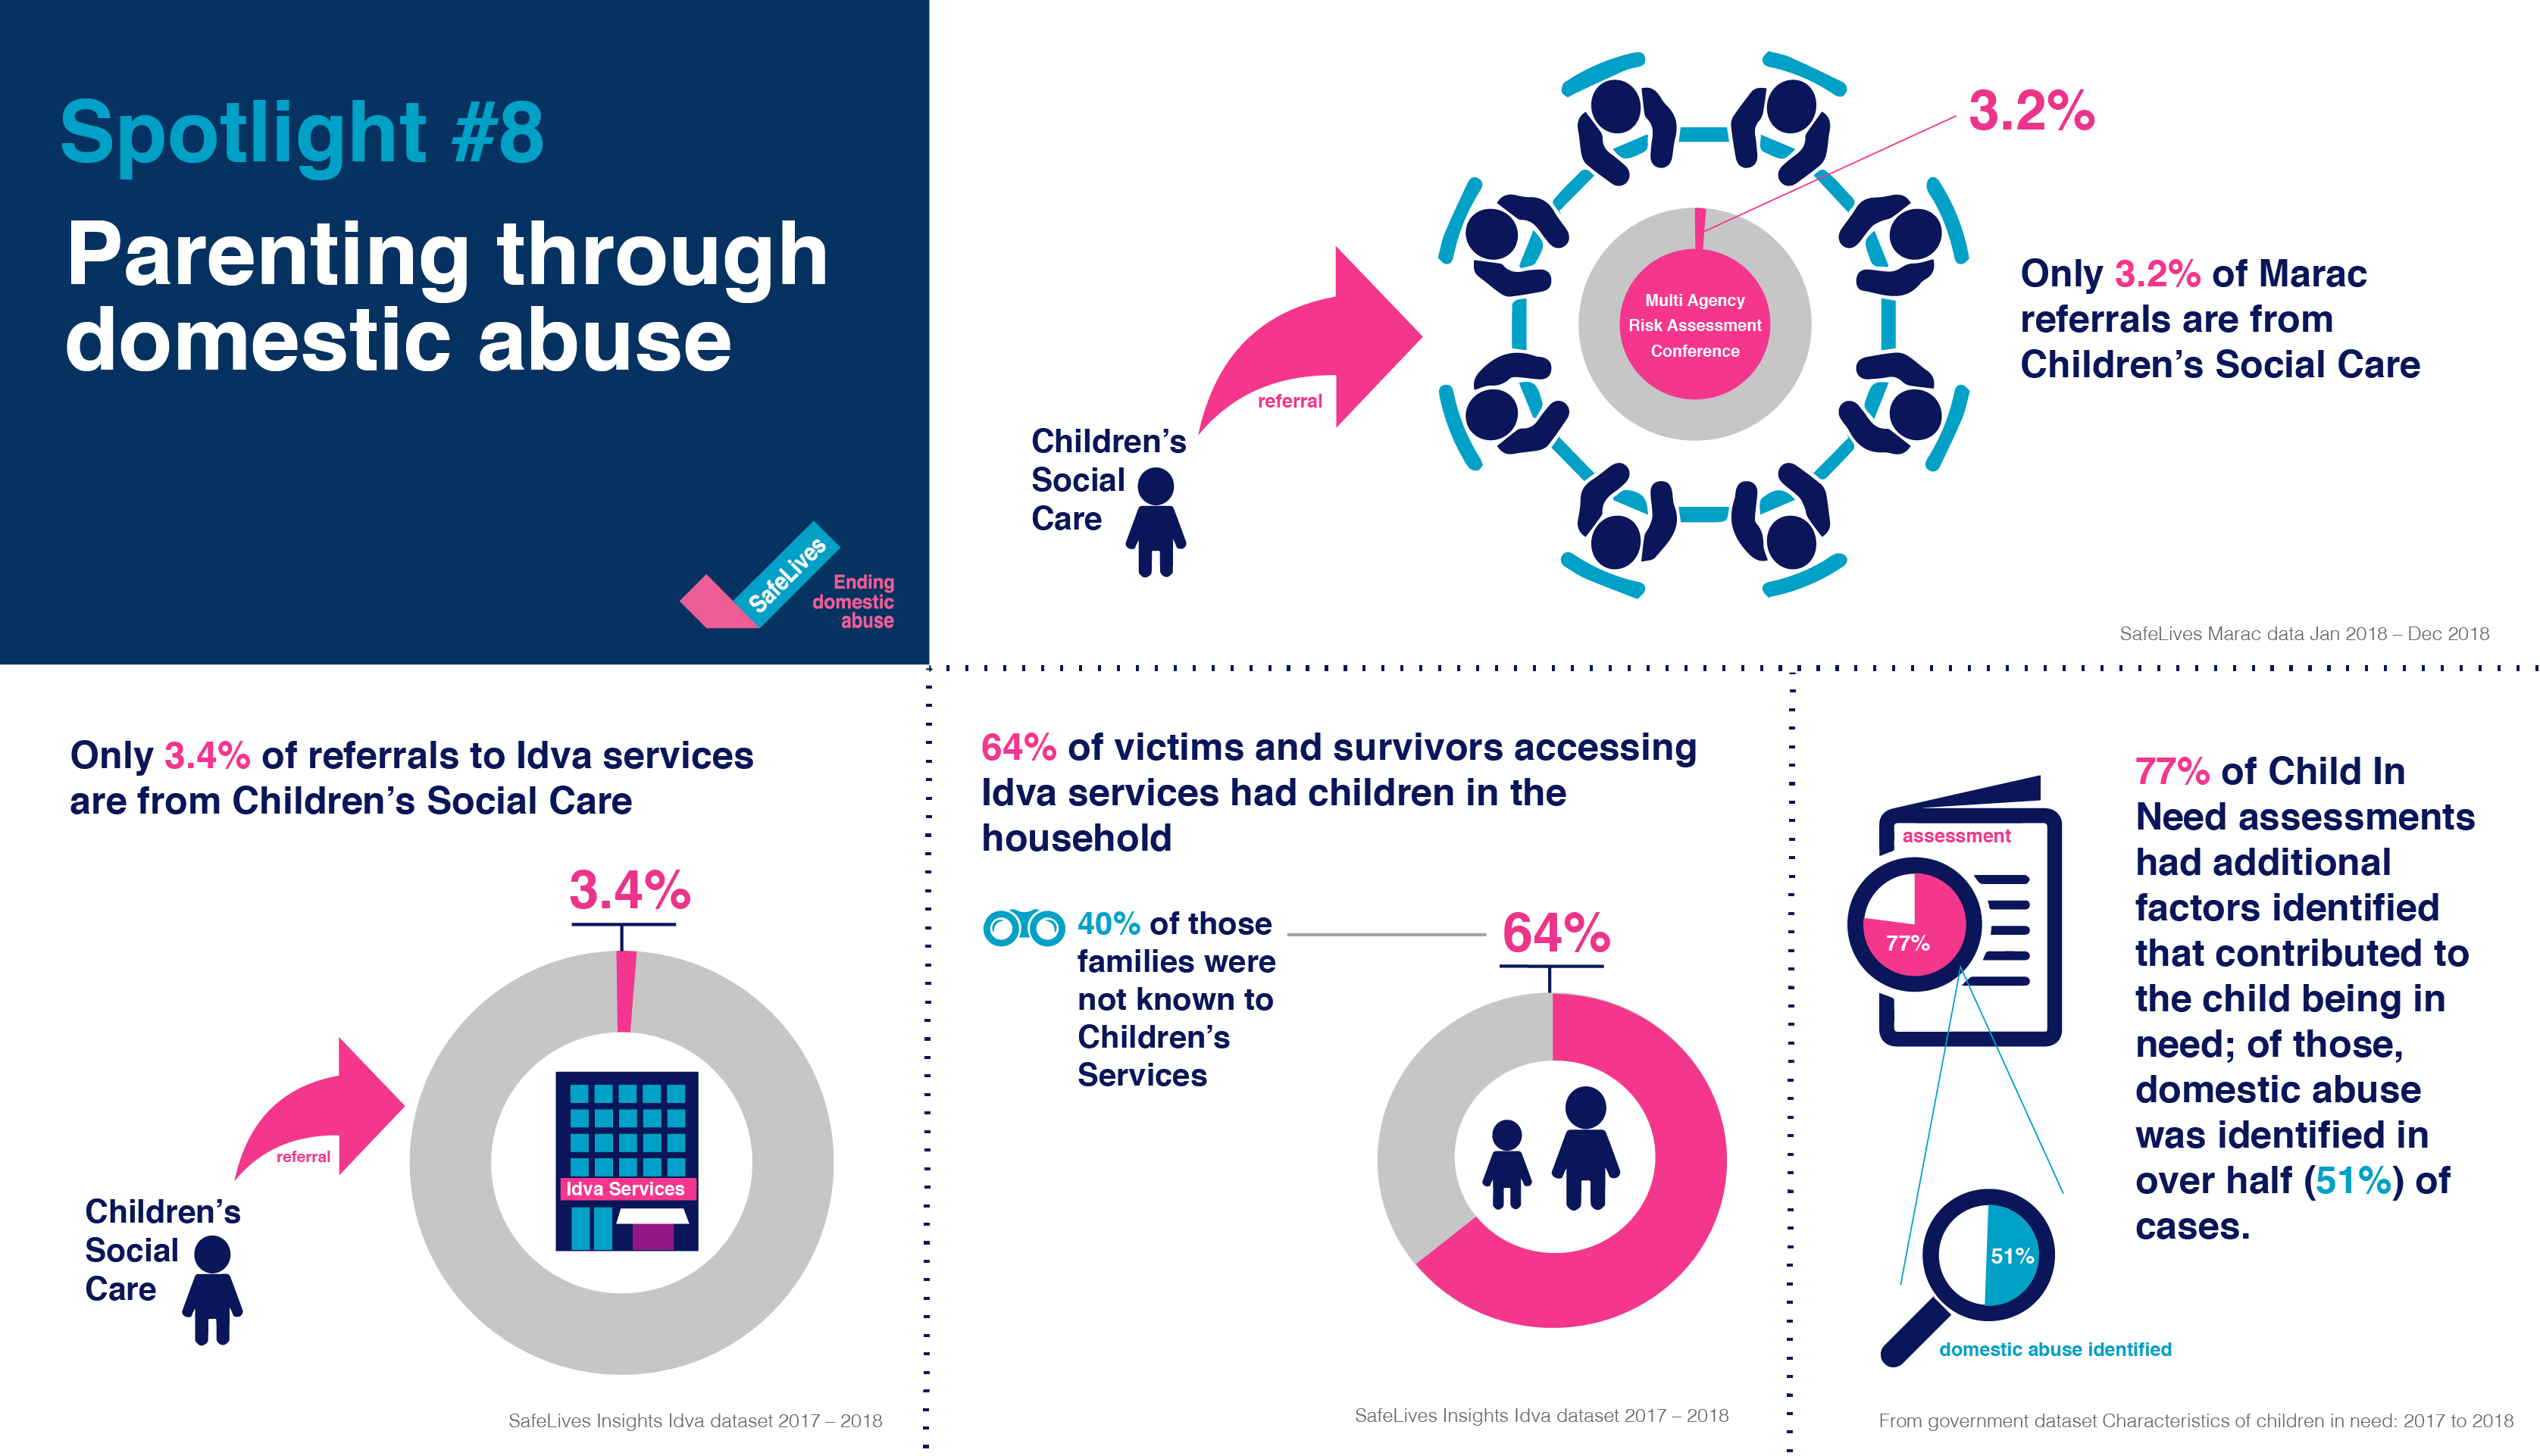 Spotlight #8
Parenting through
domestic abuse
SafeLives
Ending
domestic
abuse
3.2%
Multi Agency
Risk Assessment
Conference
Only 3.2% of Marac
referrals are from
Children’s Social Care
referral
Children’s
Social
Care
SafeLives Marac data Jan 2018 – Dec 2018
Only 3.4% of referrals to Idva services
are from Children’s Social Care
3.4%
Idva Services
referral
Children’s
Social
Care
SafeLives Insights Idva dataset 2017 – 2018
64% of victims and survivors accessing
Idva services had children in the
household
40% of those
families were
not known to
Children’s
Services
64%
SafeLives Insights Idva dataset 2017 – 2018
assessment
77%
77% of Child In
Need assessments
had additional
factors identified
that contributed to
the child being in
need; of those,
domestic abuse
was identified in
over half (51%) of
cases.
51%
domestic abuse identified
From government dataset Characteristics of children in need: 2017 to 2018